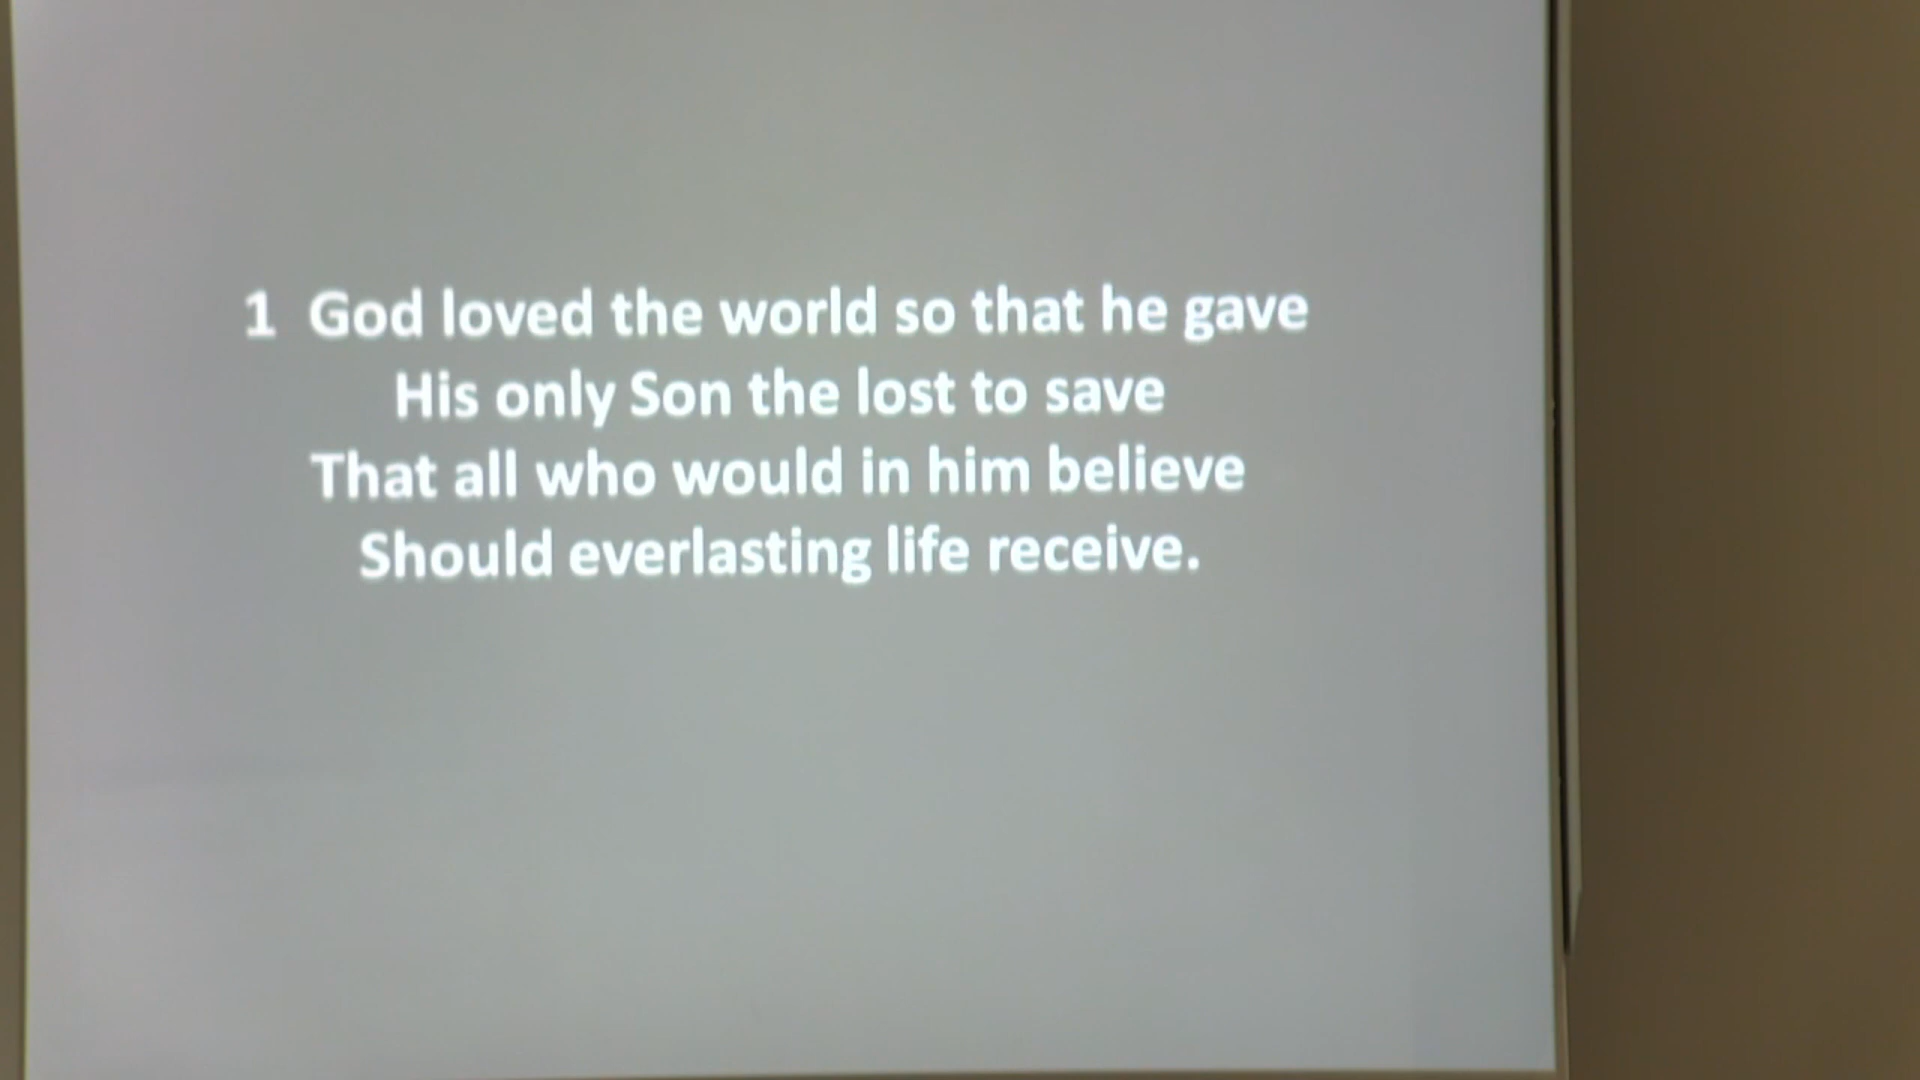 1 God loved the world so that he gave
His only Son the lost to save
That all who would in him believe
Should everlasting life receive.